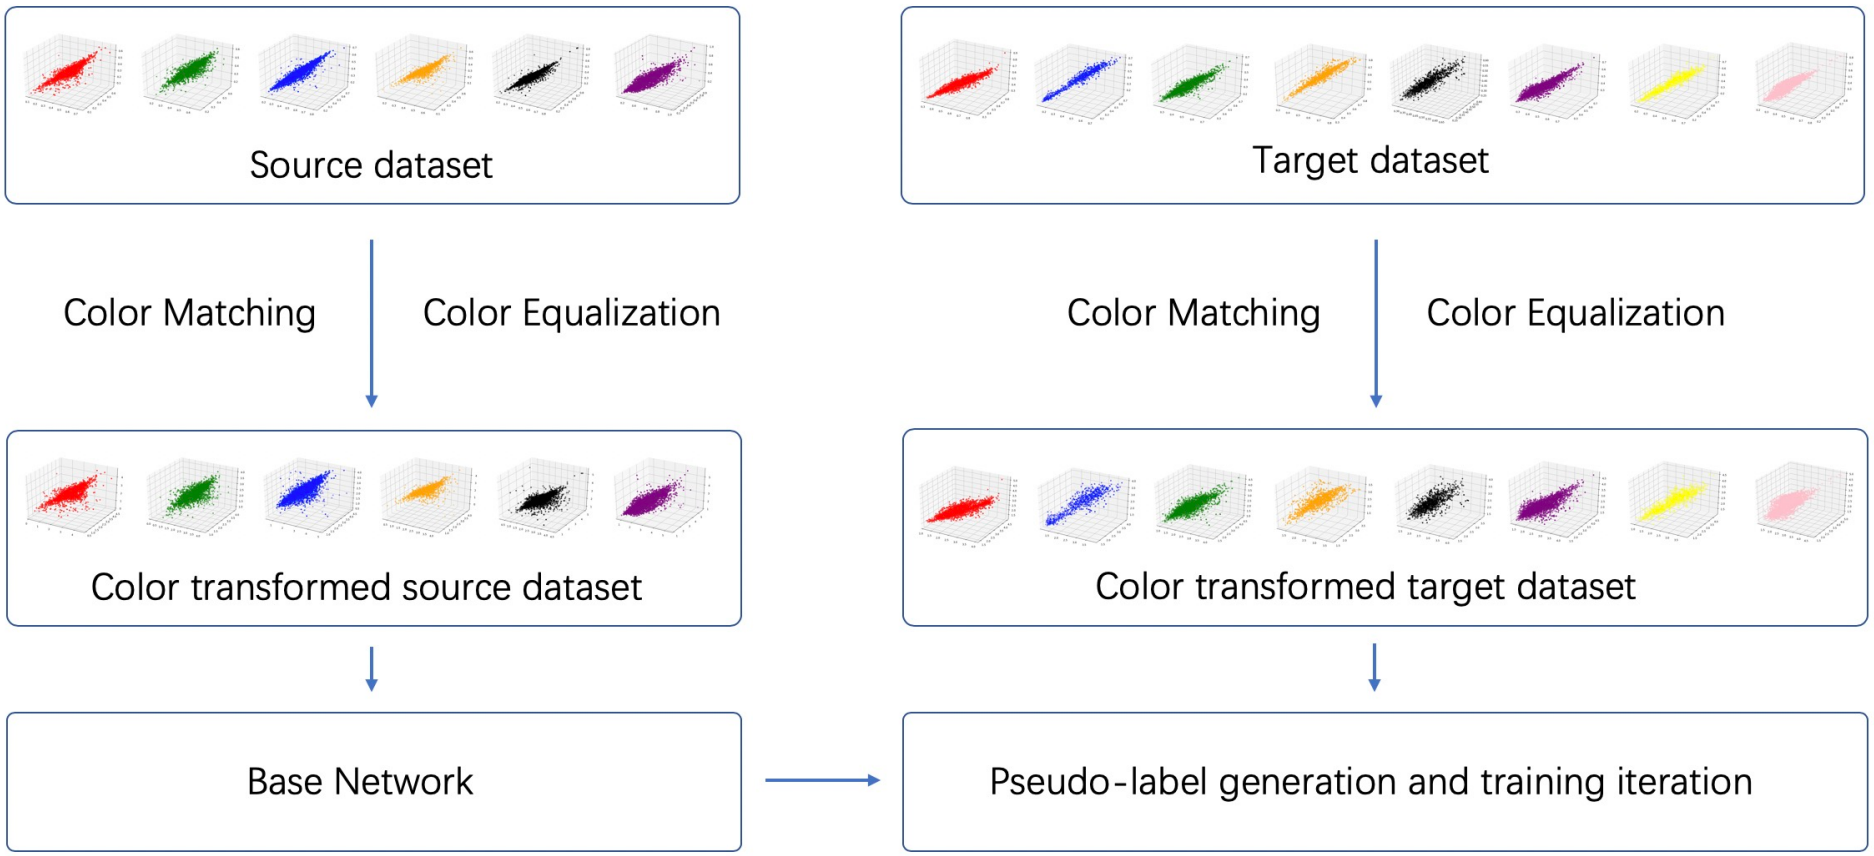 Source dataset
Target dataset
Color Matching
Color Equalization
Color Matching
Color Equalization
Color transformed source dataset
Color transformed target dataset
Base Network
Pseudo-label generation and training iteration